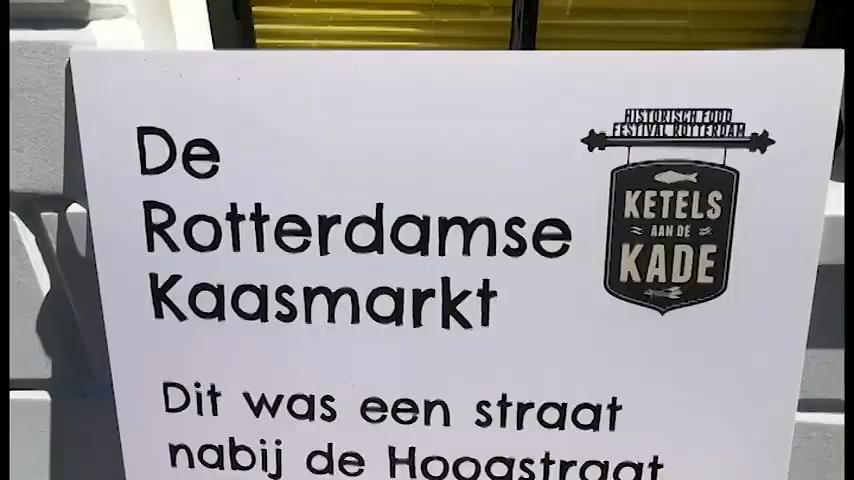 De
Rotterdamse
Kaasmarkt
Dit was een straat
nabij de Hoogstraat
HISTORISCH FOOD
FESTIVAL ROTTERDAM
KETELS
AAN DE
KADE